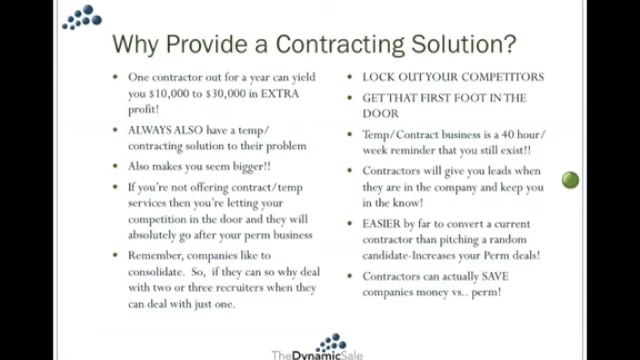 Why Provide a Contracting Solution?
One contractor out for a year can yield
you $10,000 to $30,000 in EXTRA
profit!
ALWAYS ALSO have a temp/
contracting solution to their problem
Also makes you seem bigger!!
If you're not offering contract/temp
services then you're letting your
competition in the door and they will
absolutely go after your perm business
Remember, companies like to
consolidate. So, if they can so why deal
with two or three recruiters when they
can deal with just one.
LOCK OUT YOUR COMPETITORS
GET THAT FIRST FOOT IN THE
DOOR
Temp/Contract business is a 40 hour/
week reminder that you still exist!!
Contractors will give you leads when
they are in the company and keep you
in the know!
EASIER by far to convert a current
contractor than pitching a random
candidate-Increases your Perm deals!
Contractors can actually SAVE
companies money vs.. perm!
TheDynamicSale